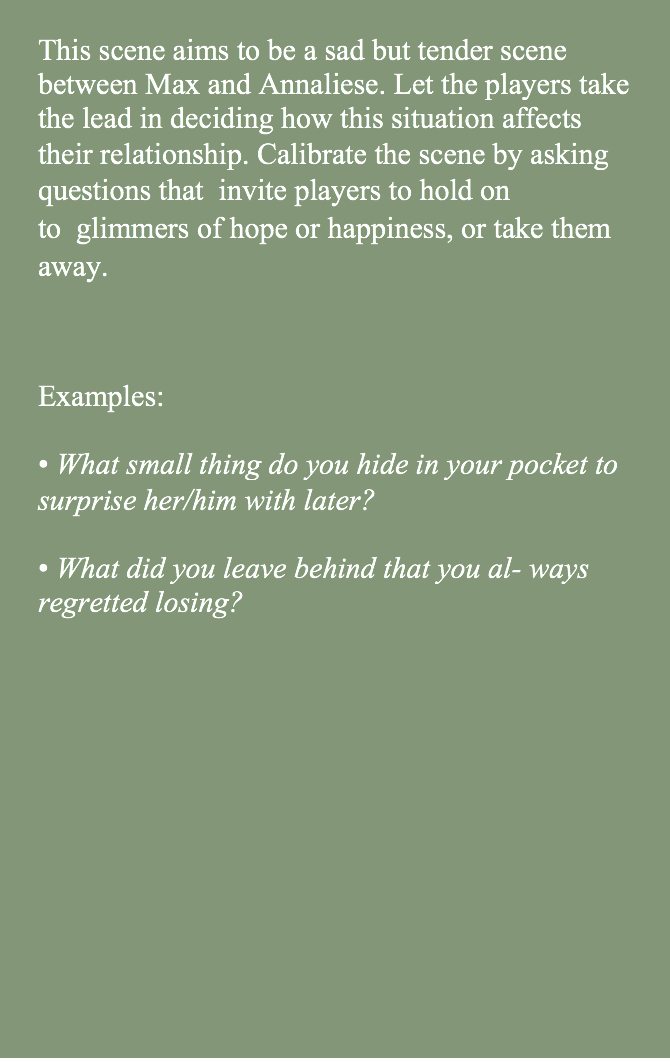 This scene aims to be a sad but tender scene
between Max and Annaliese. Let the players take
the lead in deciding how this situation affects
their relationship. Calibrate the scene by asking
questions that  invite players to hold on
to  glimmers of hope or happiness, or take them
away.
Examples:
• What small thing do you hide in your pocket to
surprise her/him with later?
• What did you leave behind that you al- ways
regretted losing?